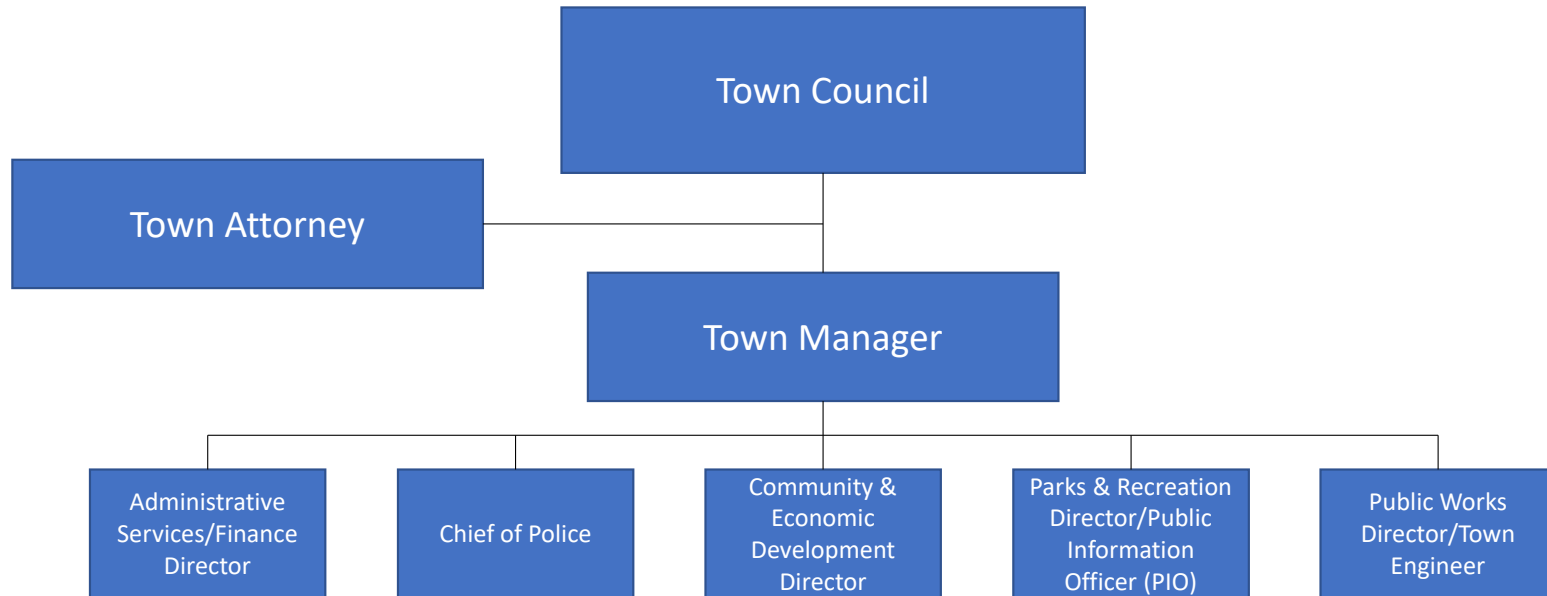 Town Council
Town Attorney
Town Manager
Administrative
Services/Finance
Director
Chief of Police
Community &
Economic
Development
Director
Parks & Recreation
Director/Public
Information
Officer (PIO)
Public Works
Director/Town
Engineer